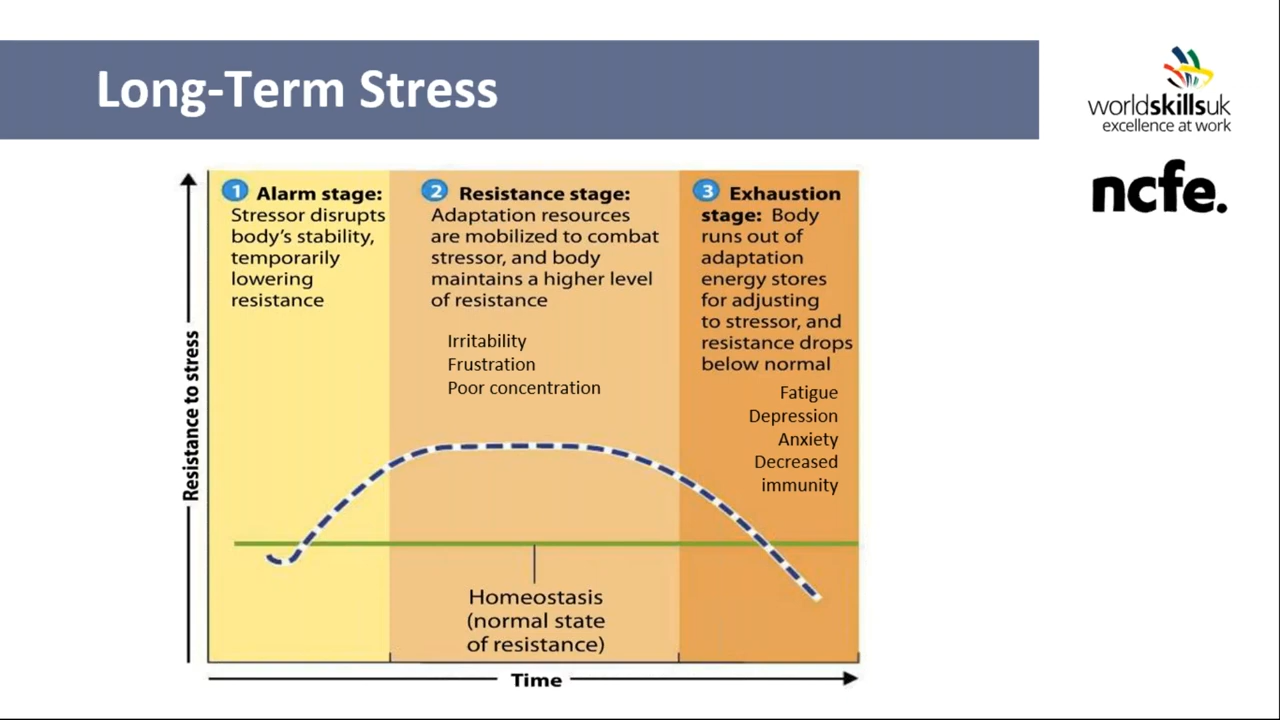 Long-Term Stress
worldskillsuk
excellence at work
ncfe.
1 Alarm stage:
Stressor disrupts
body's stability,
temporarily
lowering
resistance
2 Resistance stage:
Adaptation resources
are mobilized to combat
stressor, and body
maintains a higher level
of resistance
Irritability
Frustration
Poor concentration
3 Exhaustion
stage: Body
runs out of
adaptation
energy stores
for adjusting
to stressor, and
resistance drops
below normal
Fatigue
Depression
Anxiety
Decreased
immunity
Resistance to stress
Homeostasis
(normal state
of resistance)
Time